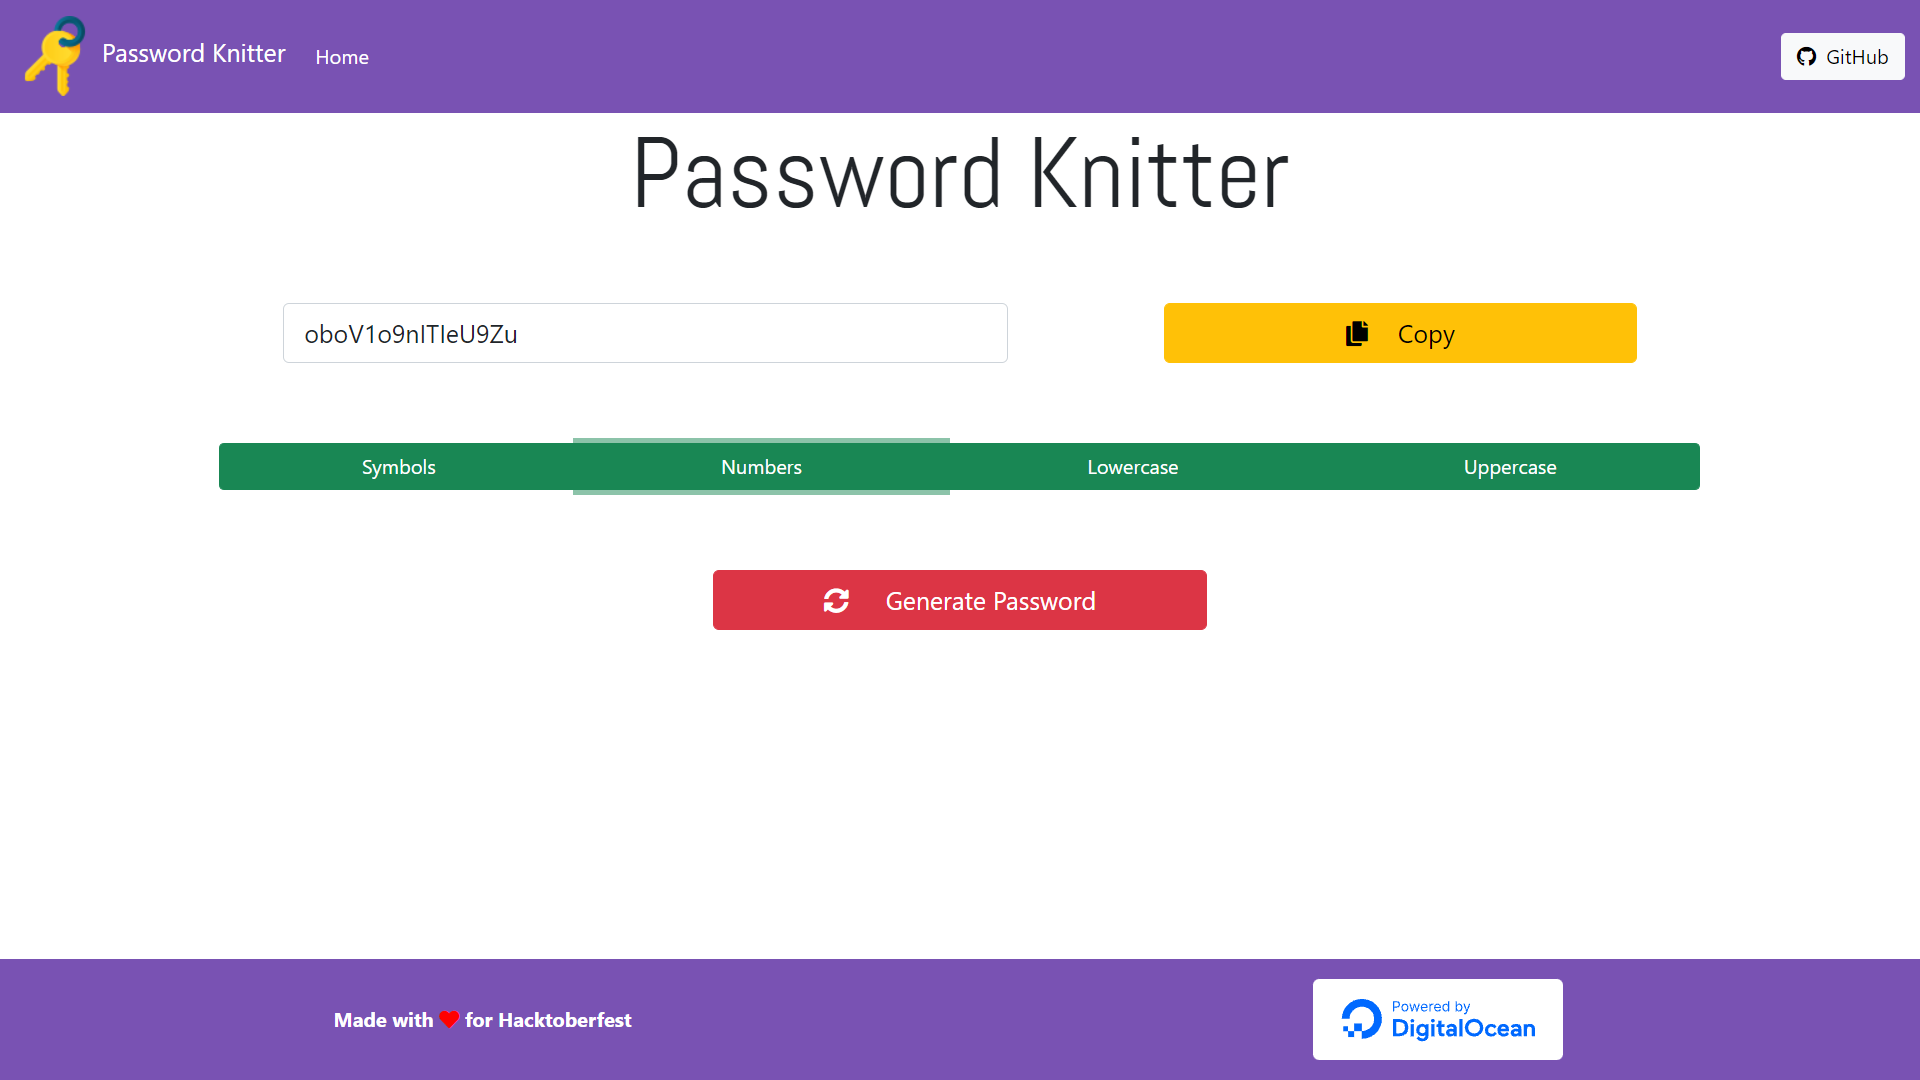 Password Knitter Home GitHub
Password Knitter
oboV1o9nITIeU9Zu Copy
Symbols Numbers Lowercase Uppercase
Generate Password
Made with ❤ for Hacktoberfest
Powered by
DigitalOcean